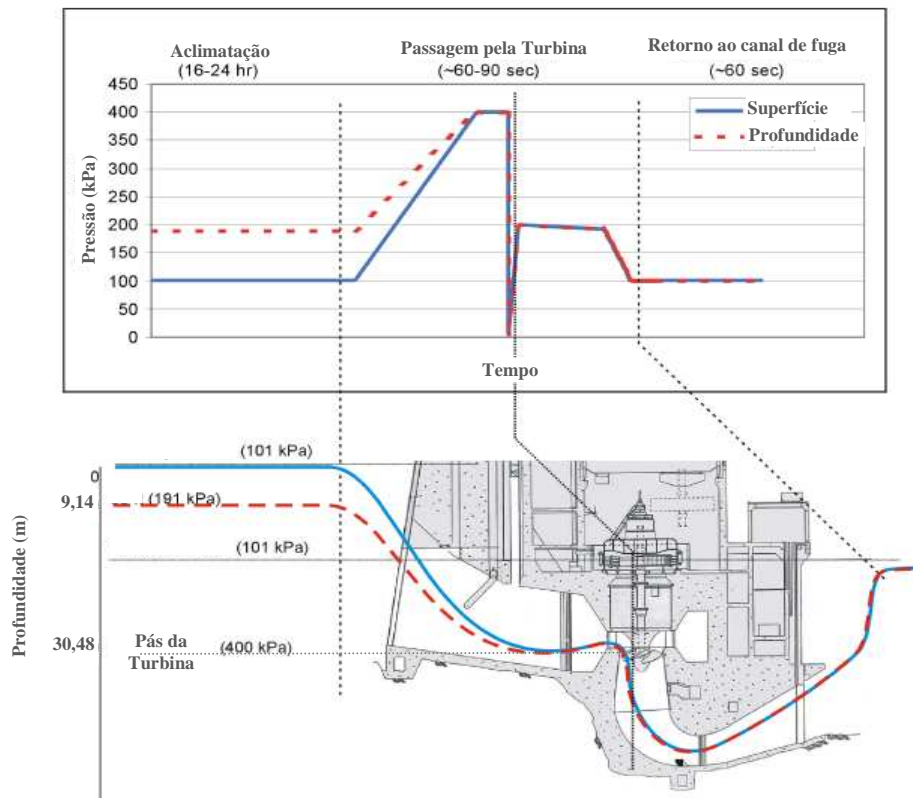 Aclimatação
(16-24 hr)
Passagem pela Turbina
(~60-90 sec)
Retorno ao canal de fuga
(~60 sec)
450
400
350
300
250
200
150
100
50
0
Pressão (kPa)
Superfície
Profundidade
Tempo
(101 kPa)
0
9,14
(191 kPa)
(101 kPa)
Profundidade (m)
30,48
Pás da
Turbina
(400 kPa)